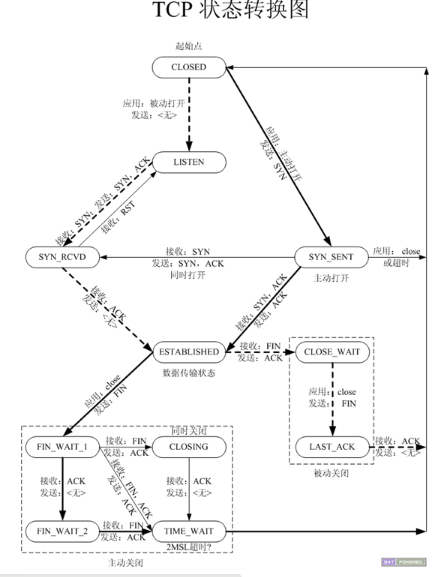 TCP 状态转换图
起始点
CLOSED
应用：被动打开
发送：<无>
应用：主动打开
发送：SYN
LISTEN
接收：SYN；发送：SYN，ACK
接收：RST
SYN_RCVD
接收：SYN
发送：SYN，ACK
同时打开
SYN_SENT
主动打开
应用：close
或超时
接收：ACK
发送：<无>
接收：SYN，ACK
发送：ACK
ESTABLISHED
数据传输状态
接收：FIN
发送：ACK
CLOSE_WAIT
应用：close
发送：FIN
应用：close
发送：FIN
LAST_ACK
接收：ACK
发送：<无>
被动关闭
同时关闭
FIN_WAIT_1
接收：FIN
发送：ACK
CLOSING
接收：ACK
发送：<无>
接收：FIN，ACK
发送：ACK
接收：ACK
发送：<无>
FIN_WAIT_2
接收：FIN
发送：ACK
TIME_WAIT
2MSL超时?
主动关闭